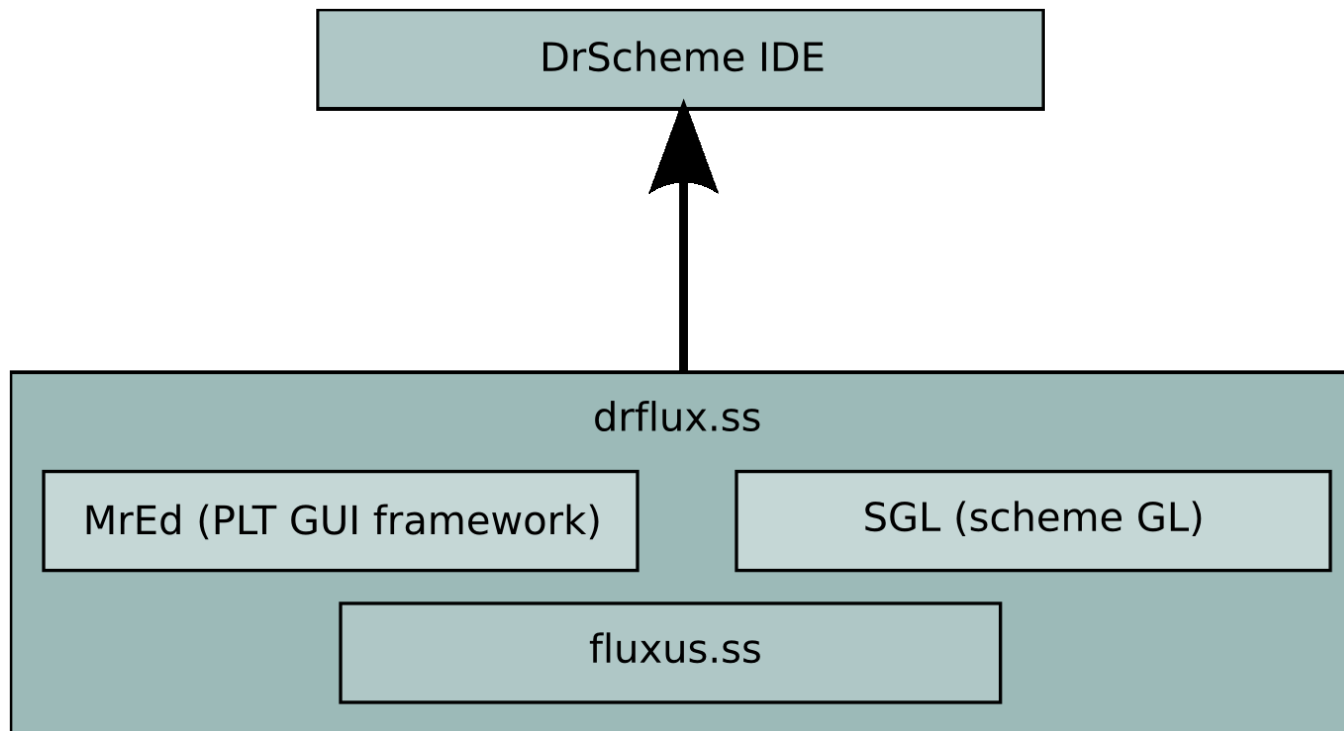 DrScheme IDE
drflux.ss
MrEd (PLT GUI framework)
SGL (scheme GL)
fluxus.ss